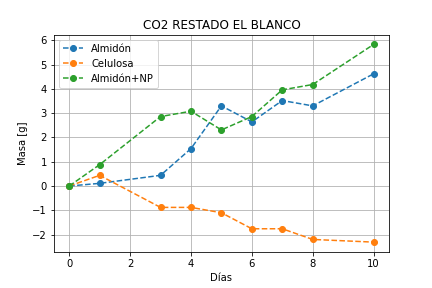 CO2 RESTADO EL BLANCO
Almidón
Celulosa
Almidón+NP
Masa [g]
6
5
4
3
2
1
0
−1
−2
0 2 4 6 8 10
Días